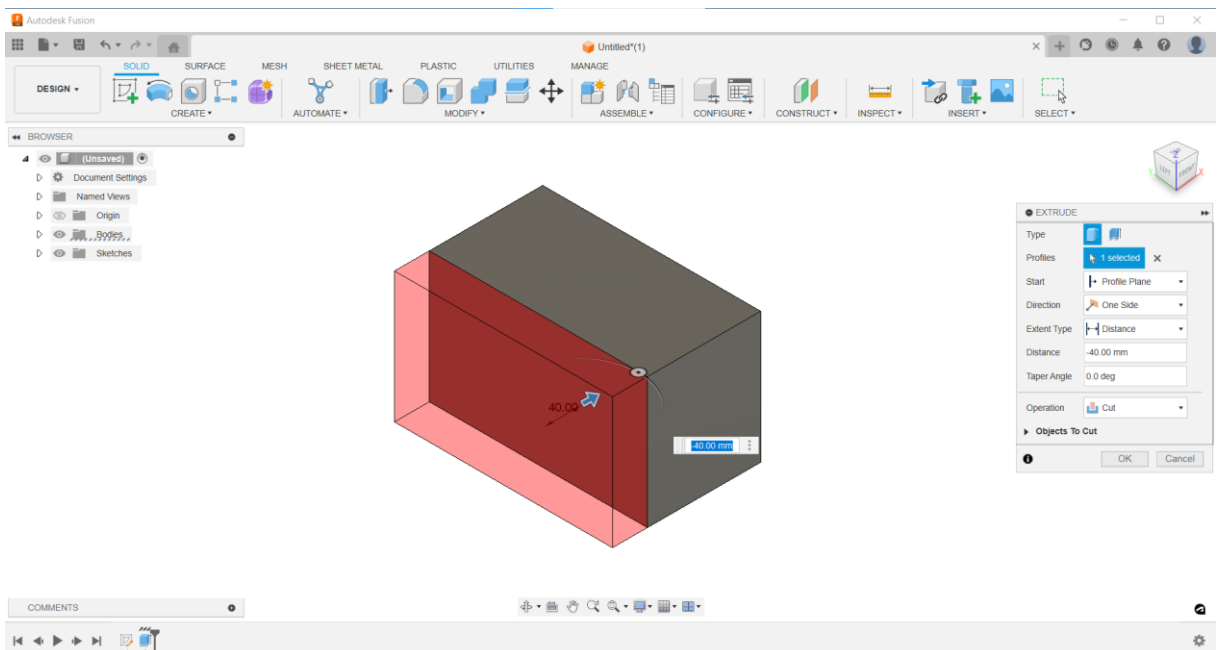 Autodesk Fusion
Untitled*(1)
SOLID SURFACE MESH SHEET METAL PLASTIC UTILITIES MANAGE
DESIGN
CREATE AUTOMATE MODIFY ASSEMBLE CONFIGURE CONSTRUCT INSPECT INSERT SELECT
BROWSER
(Unsaved)
Document Settings
Named Views
Origin
Bodies
Sketches
Z
LEFT FRONT
Y X
EXTRUDE
Type
Profiles 1 selected
Start Profile Plane
Direction One Side
Extent Type Distance
Distance -40.00 mm
Taper Angle 0.0 deg
Operation Cut
Objects To Cut
OK Cancel
40.00
-40.00 mm
COMMENTS